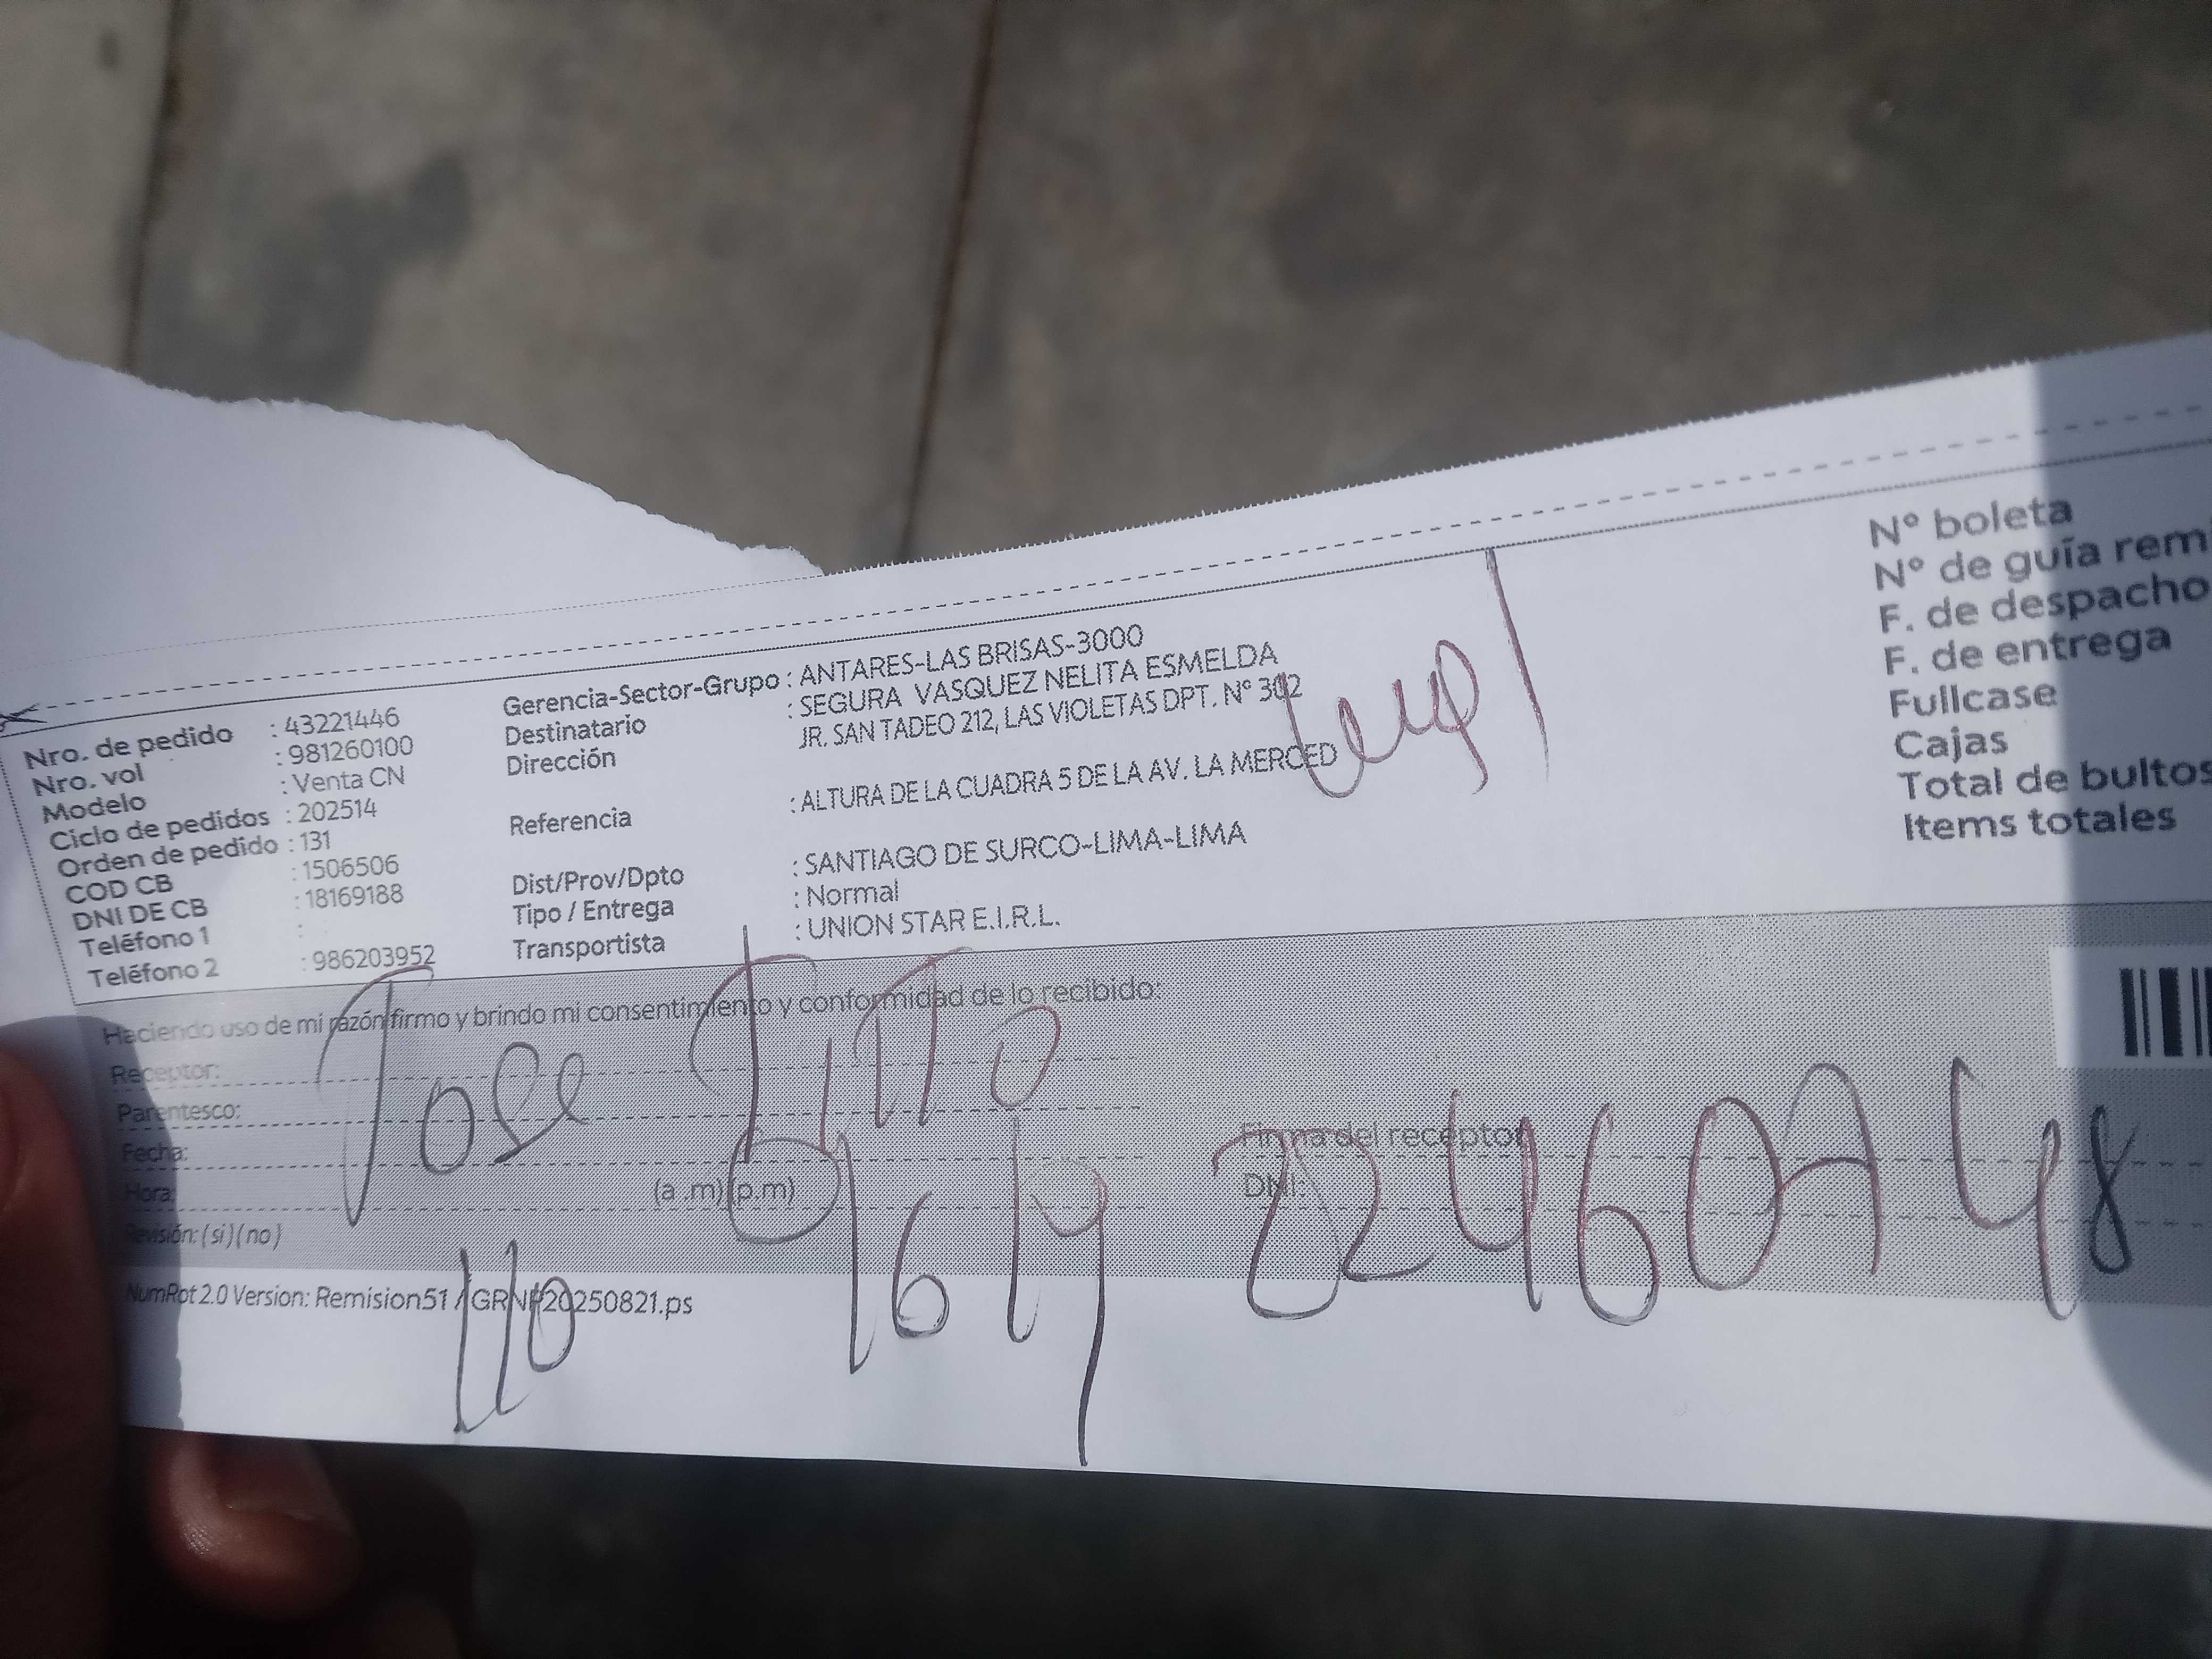 Nro. de pedido : 43221446
Nro. vol : 981260100
Modelo : Venta CN
Ciclo de pedidos : 202514
Orden de pedido : 131
COD CB : 1506506
DNI DE CB : 18169188
Teléfono 1 :
Teléfono 2 : 986203952
Gerencia-Sector-Grupo : ANTARES-LAS BRISAS-3000
Destinatario : SEGURA VASQUEZ NELITA ESMELDA
Dirección JR. SAN TADEO 212, LAS VIOLETAS DPT. N° 302
Referencia : ALTURA DE LA CUADRA 5 DE LA AV. LA MERCED
Dist/Prov/Dpto : SANTIAGO DE SURCO-LIMA-LIMA
Tipo / Entrega : Normal
Transportista : UNION STAR E.I.R.L.
N° boleta
N° de guía rem
F. de despacho
F. de entrega
Fullcase
Cajas
Total de bultos
Items totales
Haciendo uso de mi razón firmo y brindo mi consentimiento y conformidad de lo recibido:
Receptor:
Parentesco:
Fecha:
Hora: (a .m) (p.m)
Revisión: ( si ) ( no )
Firma del receptor
DNI:
Jose
NumRot 2.0 Version: Remision51 / GRNP20250821.ps